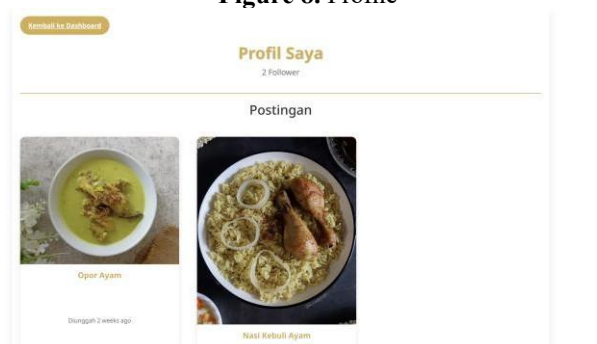 Figure 8. Profile
Kembali ke Dashboard
Profil Saya
2 Follower
Postingan
Opor Ayam
Diunggah 2 weeks ago
Nasi Kebuli Ayam